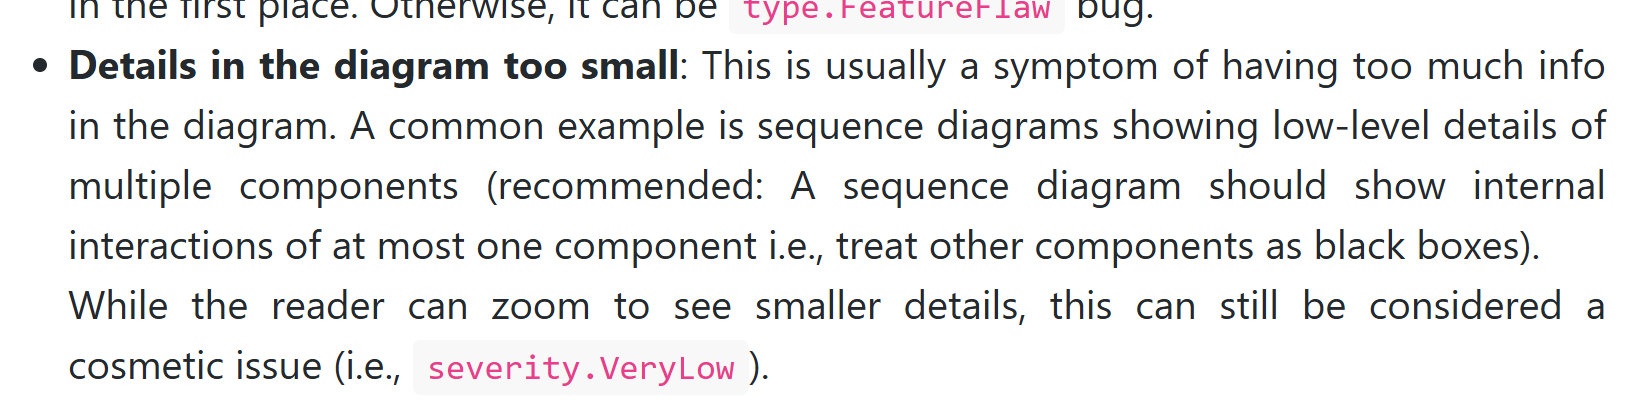 in the first place. Otherwise, it can be type.FeatureFlaw bug.
• Details in the diagram too small: This is usually a symptom of having too much info
in the diagram. A common example is sequence diagrams showing low-level details of
multiple components (recommended: A sequence diagram should show internal
interactions of at most one component i.e., treat other components as black boxes).
While the reader can zoom to see smaller details, this can still be considered a
cosmetic issue (i.e., severity.VeryLow).